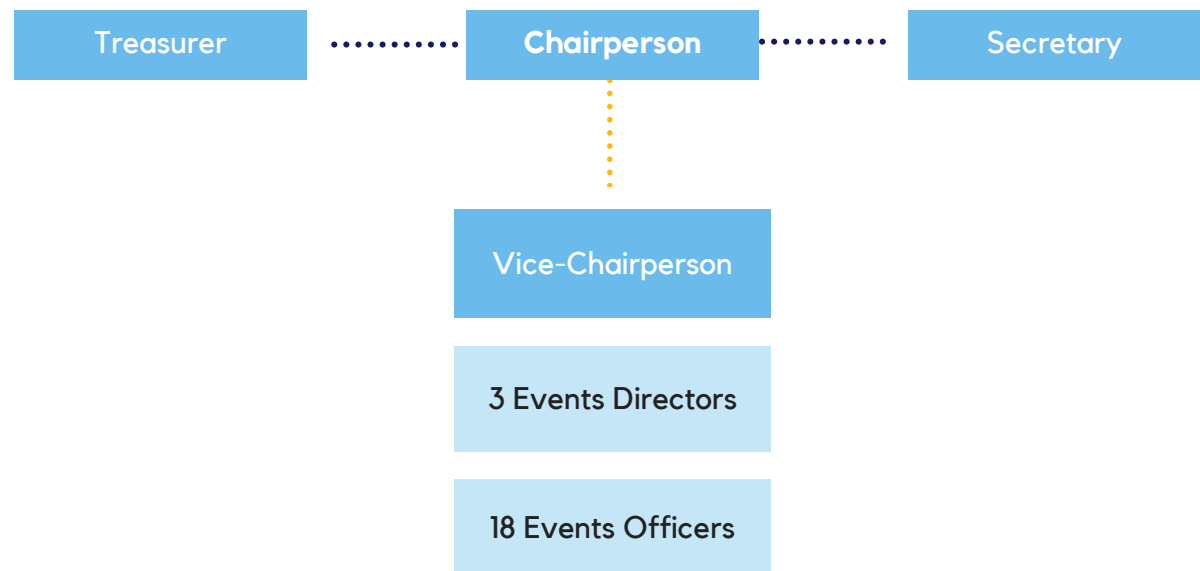 Treasurer
Chairperson
Secretary
Vice-Chairperson
3 Events Directors
18 Events Officers